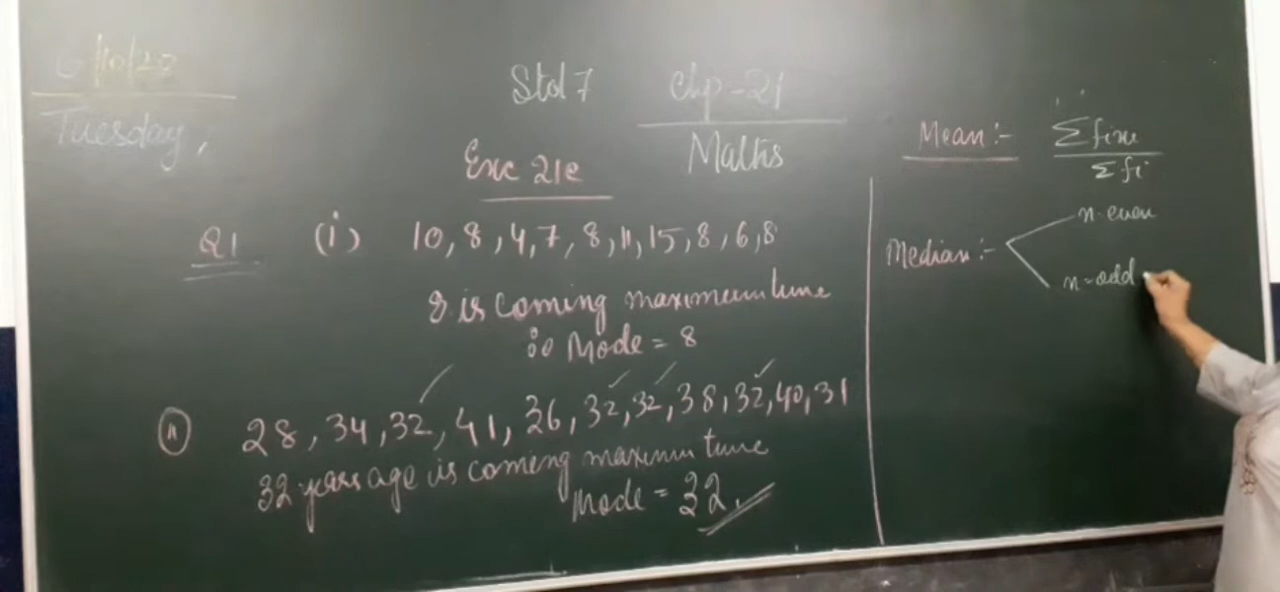 6/10/20
Tuesday,
Std 7 Chp-21
Maths
Exc 21e
Q1 (i) 10, 8, 4, 7, 8, 11, 15, 8, 6, 8
8 is coming maximum time
∴ Mode = 8
(ii) 28, 34, 32, 41, 36, 32, 32, 38, 32, 40, 31
32 years age is coming maximum time
Mode = 32
Mean :- Σfixi
Σfi
Median :- n-even
n-odd